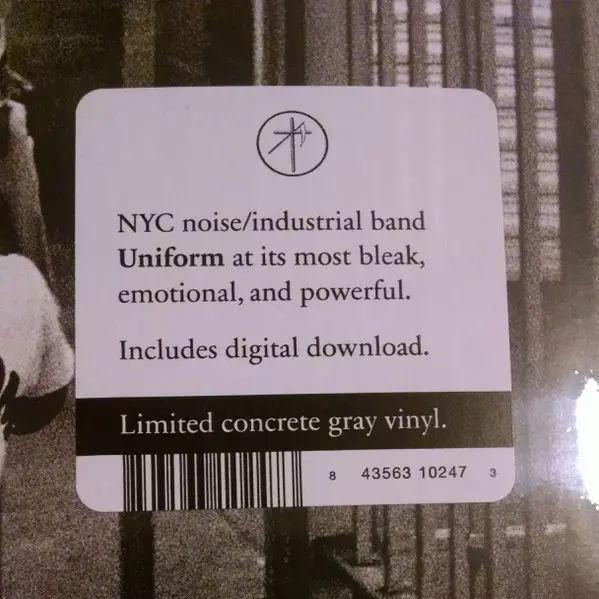 NYC noise/industrial band
Uniform at its most bleak,
emotional, and powerful.
Includes digital download.
Limited concrete gray vinyl.
8 43563 10247 3